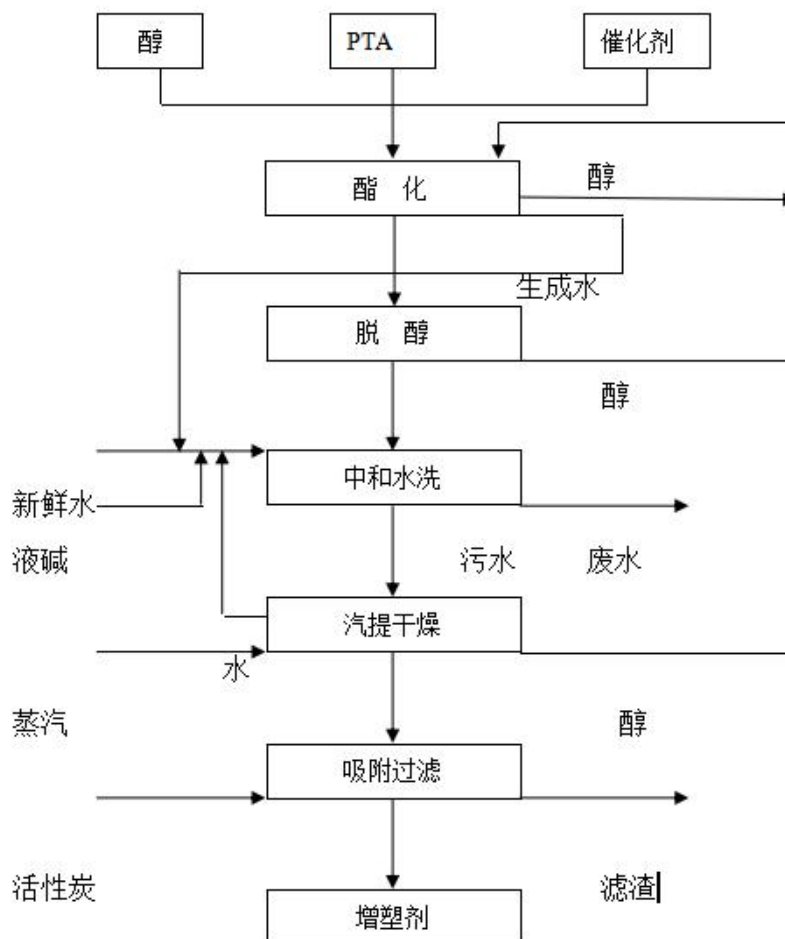 醇 PTA 催化剂
酯 化 醇
生成水
脱 醇
醇
中和水洗
新鲜水
液碱 污水 废水
汽提干燥
水
蒸汽 醇
吸附过滤
活性炭 滤渣
增塑剂